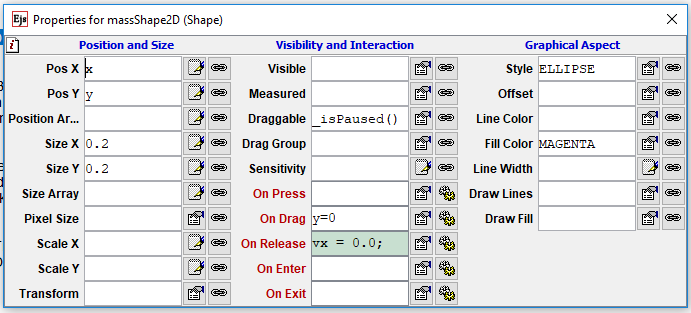 Ejs Properties for massShape2D (Shape)
Position and Size Visibility and Interaction Graphical Aspect
Pos X x Visible Style ELLIPSE
Pos Y y Measured Offset
Position Ar... Draggable _isPaused() Line Color
Size X 0.2 Drag Group Fill Color MAGENTA
Size Y 0.2 Sensitivity Line Width
Size Array On Press Draw Lines
Pixel Size On Drag y=0 Draw Fill
Scale X On Release vx = 0.0;
Scale Y On Enter
Transform On Exit